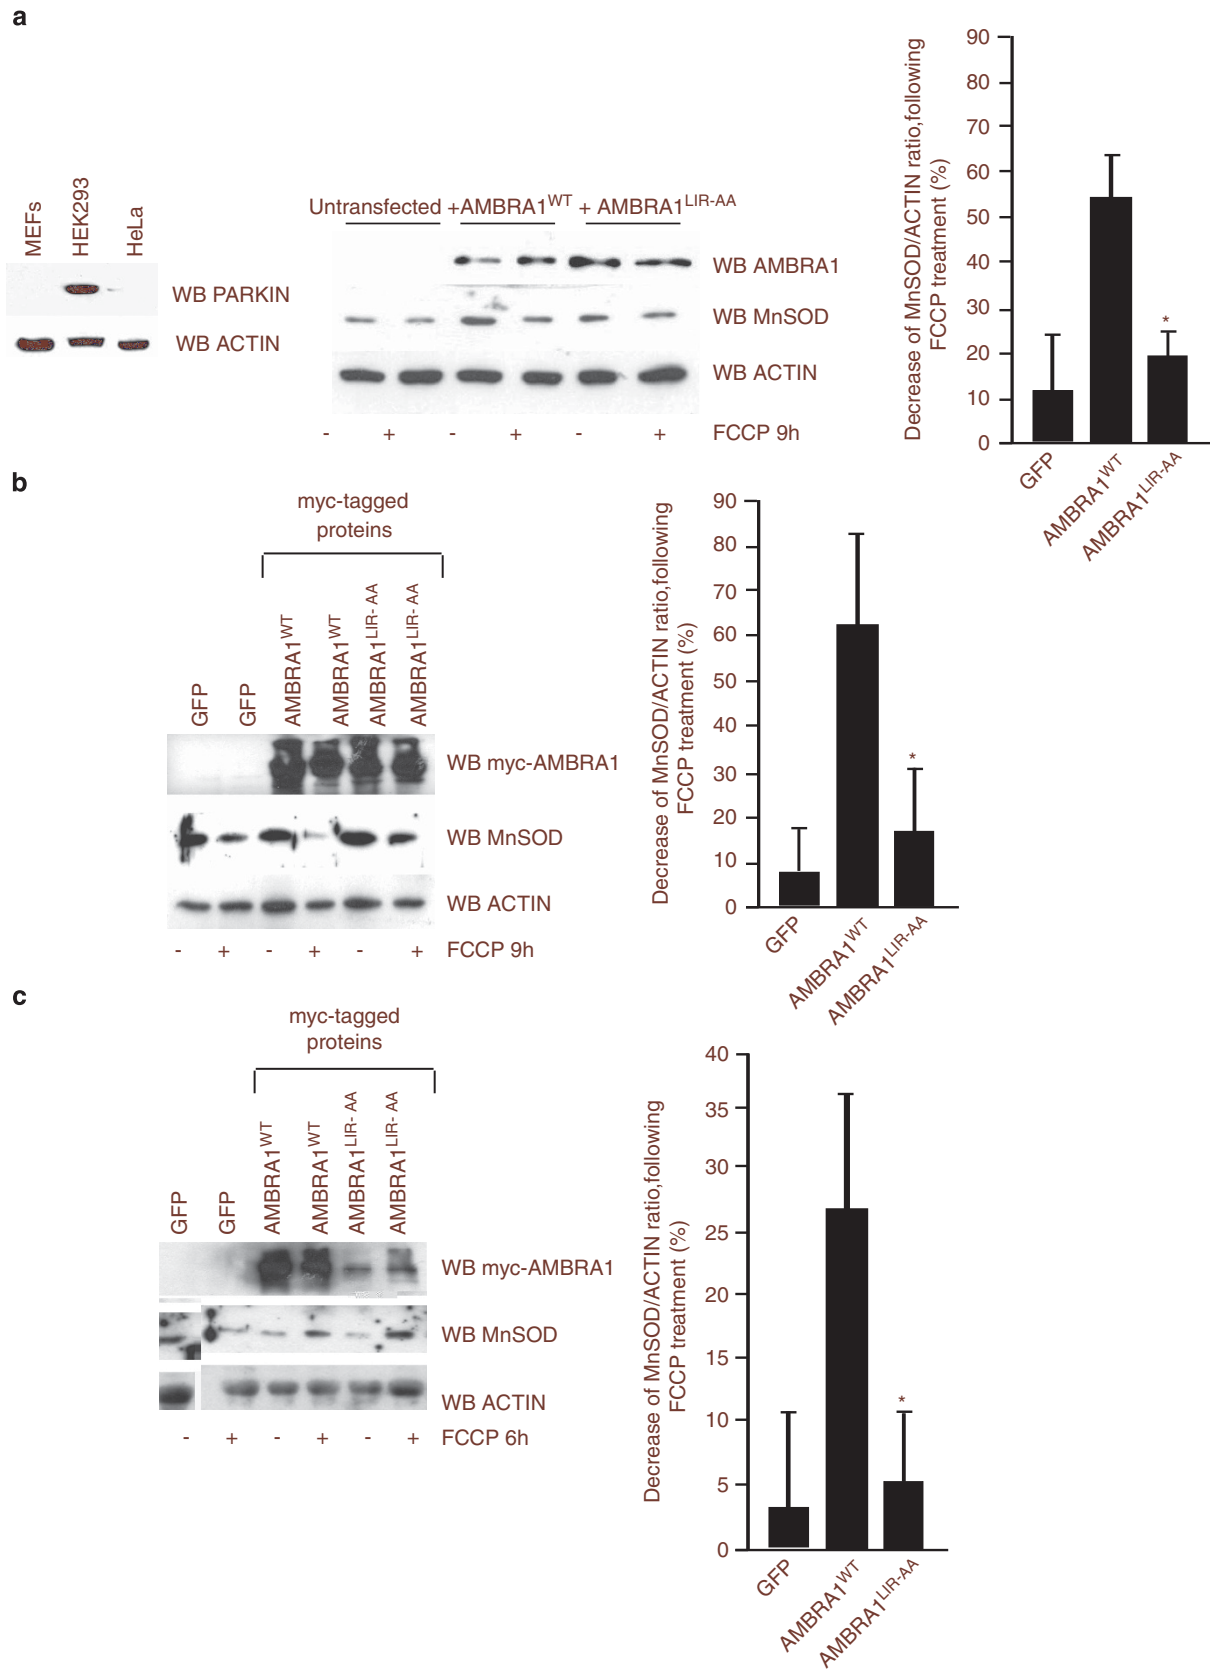 a
MEFs
HEK293
HeLa
WB PARKIN
WB ACTIN
Untransfected +AMBRA1WT + AMBRA1LIR-AA
WB AMBRA1
WB MnSOD
WB ACTIN
- + - + - + FCCP 9h
Decrease of MnSOD/ACTIN ratio,following
FCCP treatment (%)
90
80
70
60
50
40
30
20
10
0
*
GFP
AMBRA1WT
AMBRA1LIR-AA
b
myc-tagged
proteins
GFP
GFP
AMBRA1WT
AMBRA1WT
AMBRA1LIR- AA
AMBRA1LIR- AA
WB myc-AMBRA1
WB MnSOD
WB ACTIN
- + - + - + FCCP 9h
Decrease of MnSOD/ACTIN ratio,following
FCCP treatment (%)
90
80
70
60
50
40
30
20
10
0
*
GFP
AMBRA1WT
AMBRA1LIR-AA
c
myc-tagged
proteins
GFP
GFP
AMBRA1WT
AMBRA1WT
AMBRA1LIR- AA
AMBRA1LIR- AA
WB myc-AMBRA1
WB MnSOD
WB ACTIN
- + - + - + FCCP 6h
Decrease of MnSOD/ACTIN ratio,following
FCCP treatment (%)
40
35
30
25
20
15
10
5
0
*
GFP
AMBRA1WT
AMBRA1LIR-AA